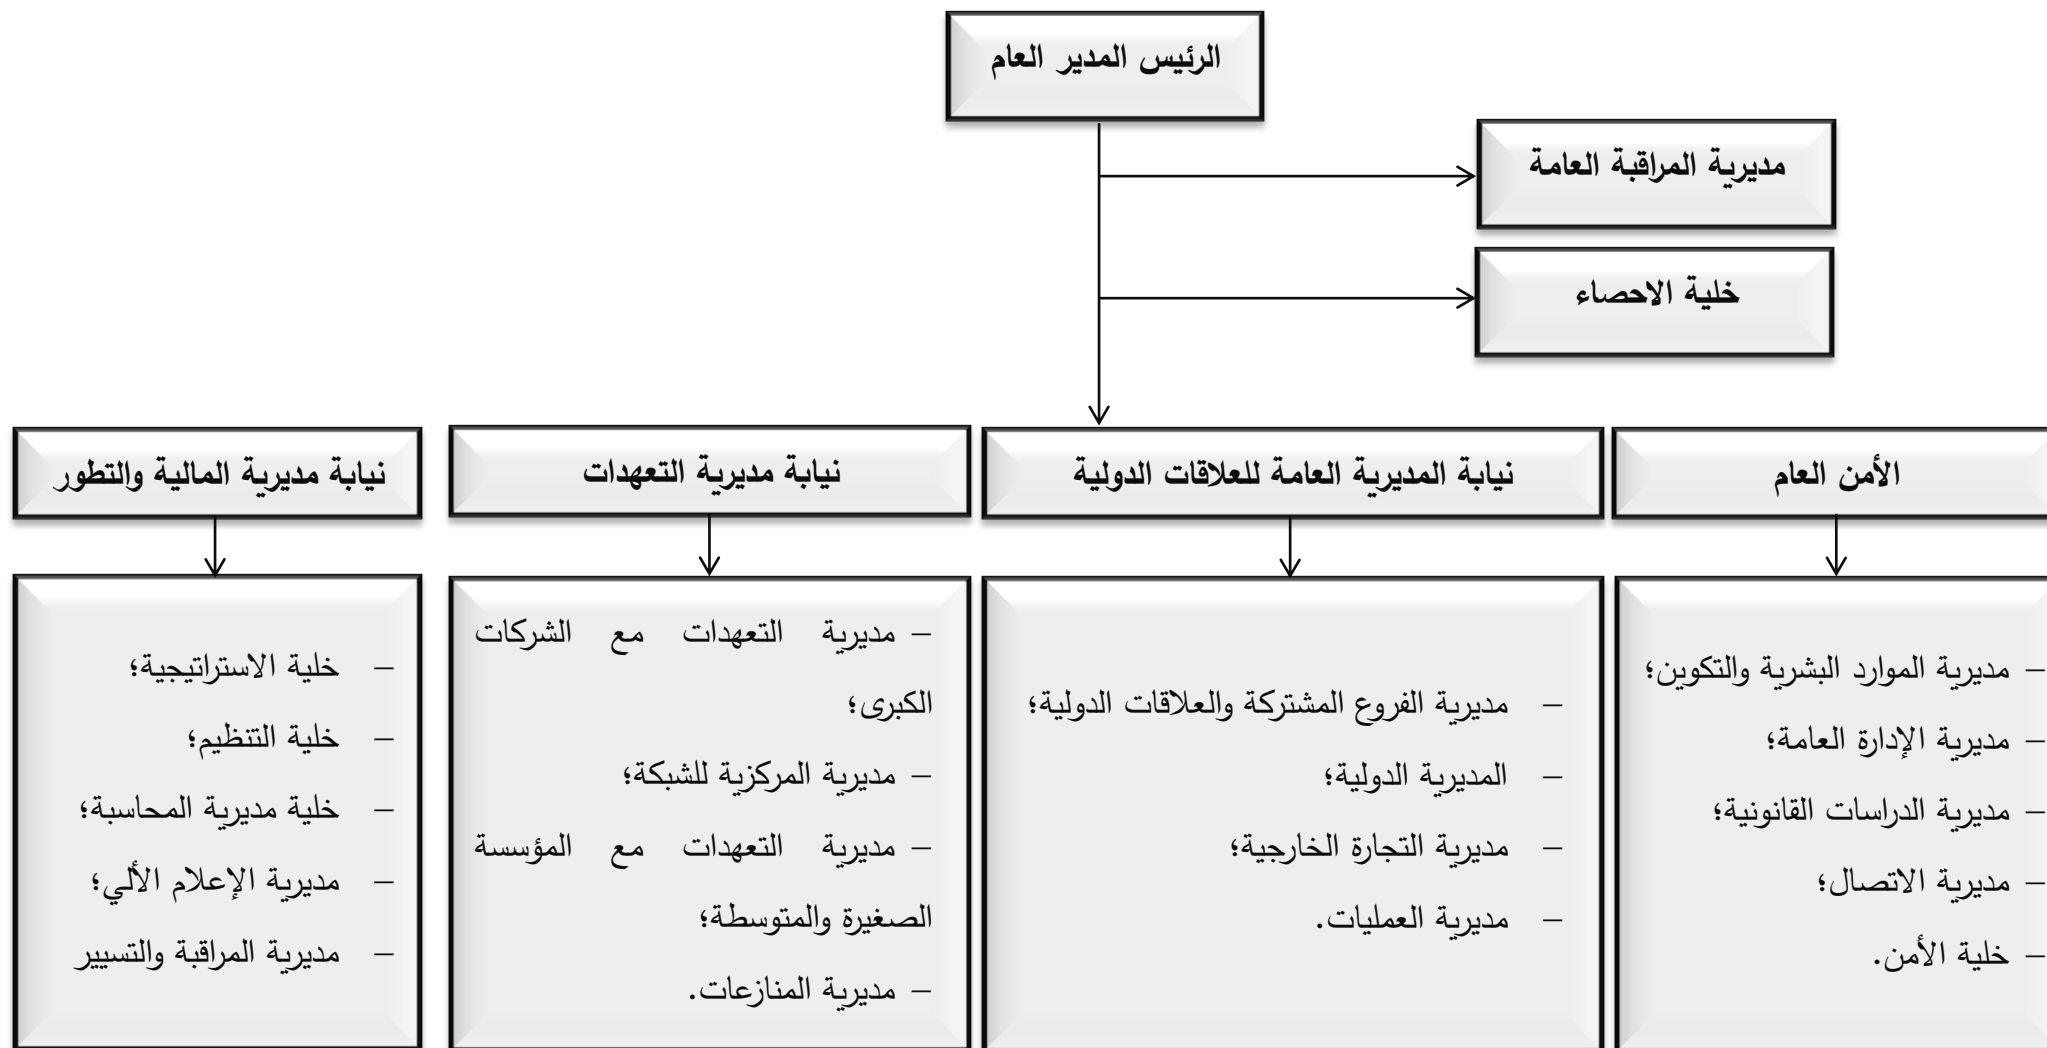 الرئيس المدير العام
مديرية المراقبة العامة
خلية الاحصاء
الأمن العام
نيابة المديرية العامة للعلاقات الدولية
نيابة مديرية التعهدات
نيابة مديرية المالية والتطور
– مديرية الموارد البشرية والتكوين؛
– مديرية الإدارة العامة؛
– مديرية الدراسات القانونية؛
– مديرية الاتصال؛
– خلية الأمن.
– مديرية الفروع المشتركة والعلاقات الدولية؛
– المديرية الدولية؛
– مديرية التجارة الخارجية؛
– مديرية العمليات.
– مديرية التعهدات مع الشركات
الكبرى؛
– مديرية المركزية للشبكة؛
– مديرية التعهدات مع المؤسسة
الصغيرة والمتوسطة؛
– مديرية المنازعات.
– خلية الاستراتيجية؛
– خلية التنظيم؛
– خلية مديرية المحاسبة؛
– مديرية الإعلام الألي؛
– مديرية المراقبة والتسيير